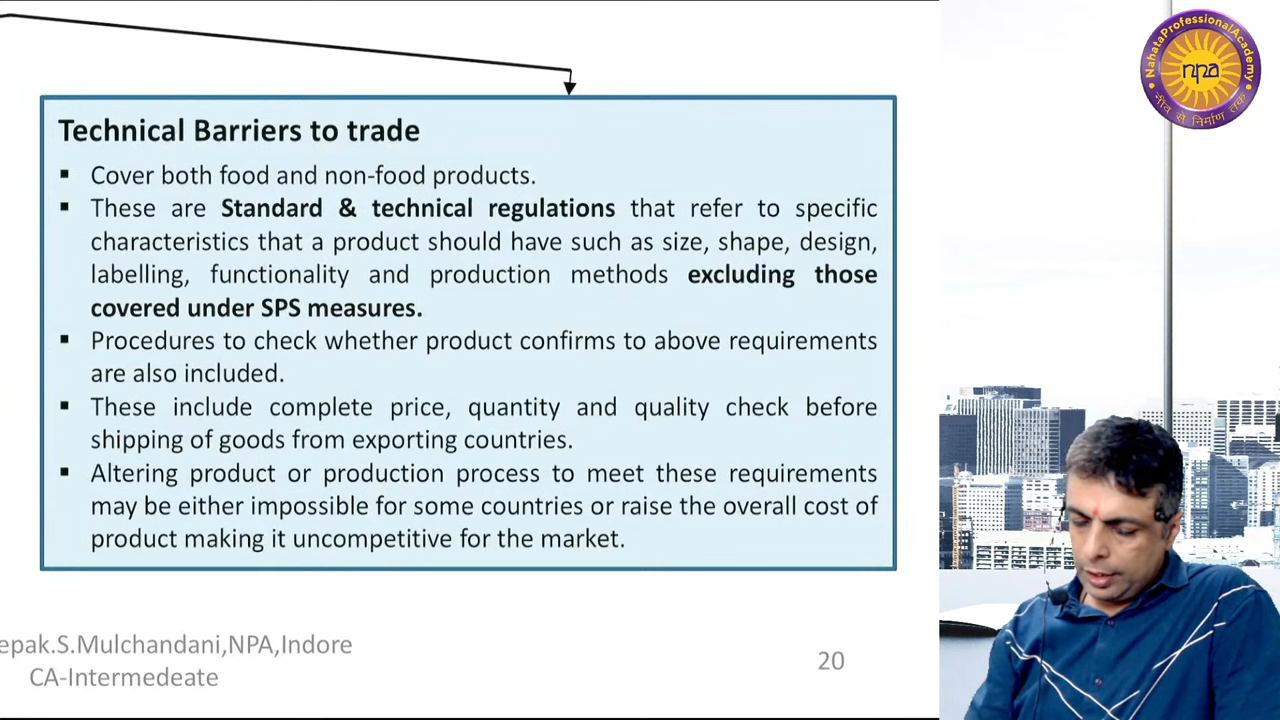 Technical Barriers to trade
▪ Cover both food and non-food products.
▪ These are Standard & technical regulations that refer to specific
characteristics that a product should have such as size, shape, design,
labelling, functionality and production methods excluding those
covered under SPS measures.
▪ Procedures to check whether product confirms to above requirements
are also included.
▪ These include complete price, quantity and quality check before
shipping of goods from exporting countries.
▪ Altering product or production process to meet these requirements
may be either impossible for some countries or raise the overall cost of
product making it uncompetitive for the market.
epak.S.Mulchandani,NPA,Indore
CA-Intermedeate
20
NahataProfessionalAcademy
npa
नींव से निर्माण तक